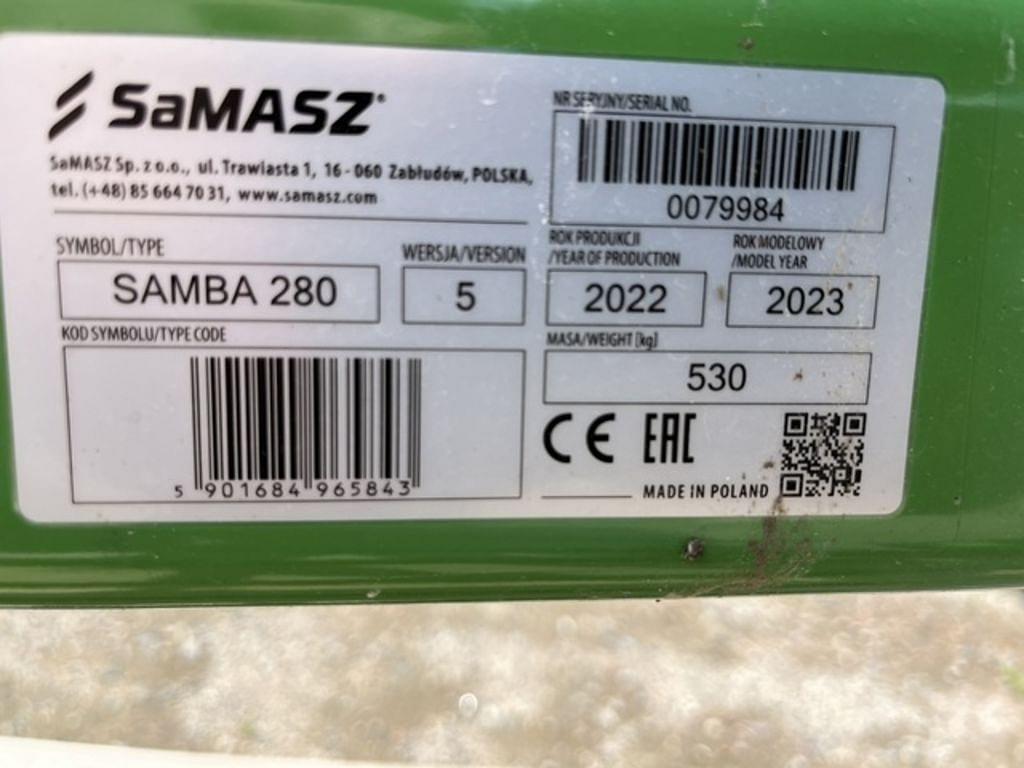 SaMASZ®
SaMASZ Sp. z o.o., ul. Trawiasta 1, 16-060 Zabłudów, POLSKA,
tel. (+48) 85 664 70 31, www.samasz.com
NR SERYJNY/SERIAL NO.
0079984
SYMBOL/TYPE
SAMBA 280
WERSJA/VERSION
5
ROK PRODUKCJI
/YEAR OF PRODUCTION
2022
ROK MODELOWY
/MODEL YEAR
2023
KOD SYMBOLU/TYPE CODE
5 901684 965843
MASA/WEIGHT [kg]
530
CE EAC
MADE IN POLAND